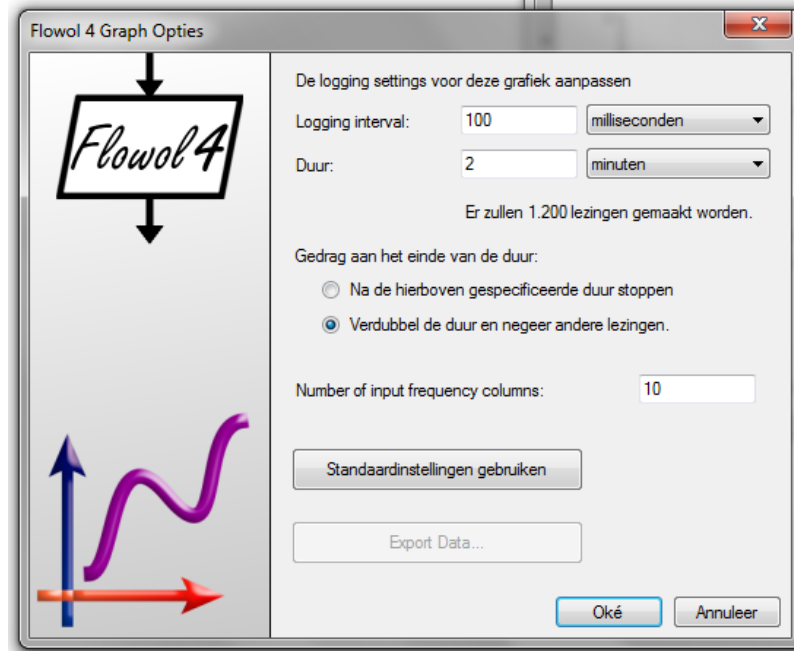 Flowol 4 Graph Opties
Flowol 4
De logging settings voor deze grafiek aanpassen
Logging interval: 100 milliseconden
Duur: 2 minuten
Er zullen 1.200 lezingen gemaakt worden.
Gedrag aan het einde van de duur:
Na de hierboven gespecificeerde duur stoppen
Verdubbel de duur en negeer andere lezingen.
Number of input frequency columns: 10
Standaardinstellingen gebruiken
Export Data...
Oké Annuleer